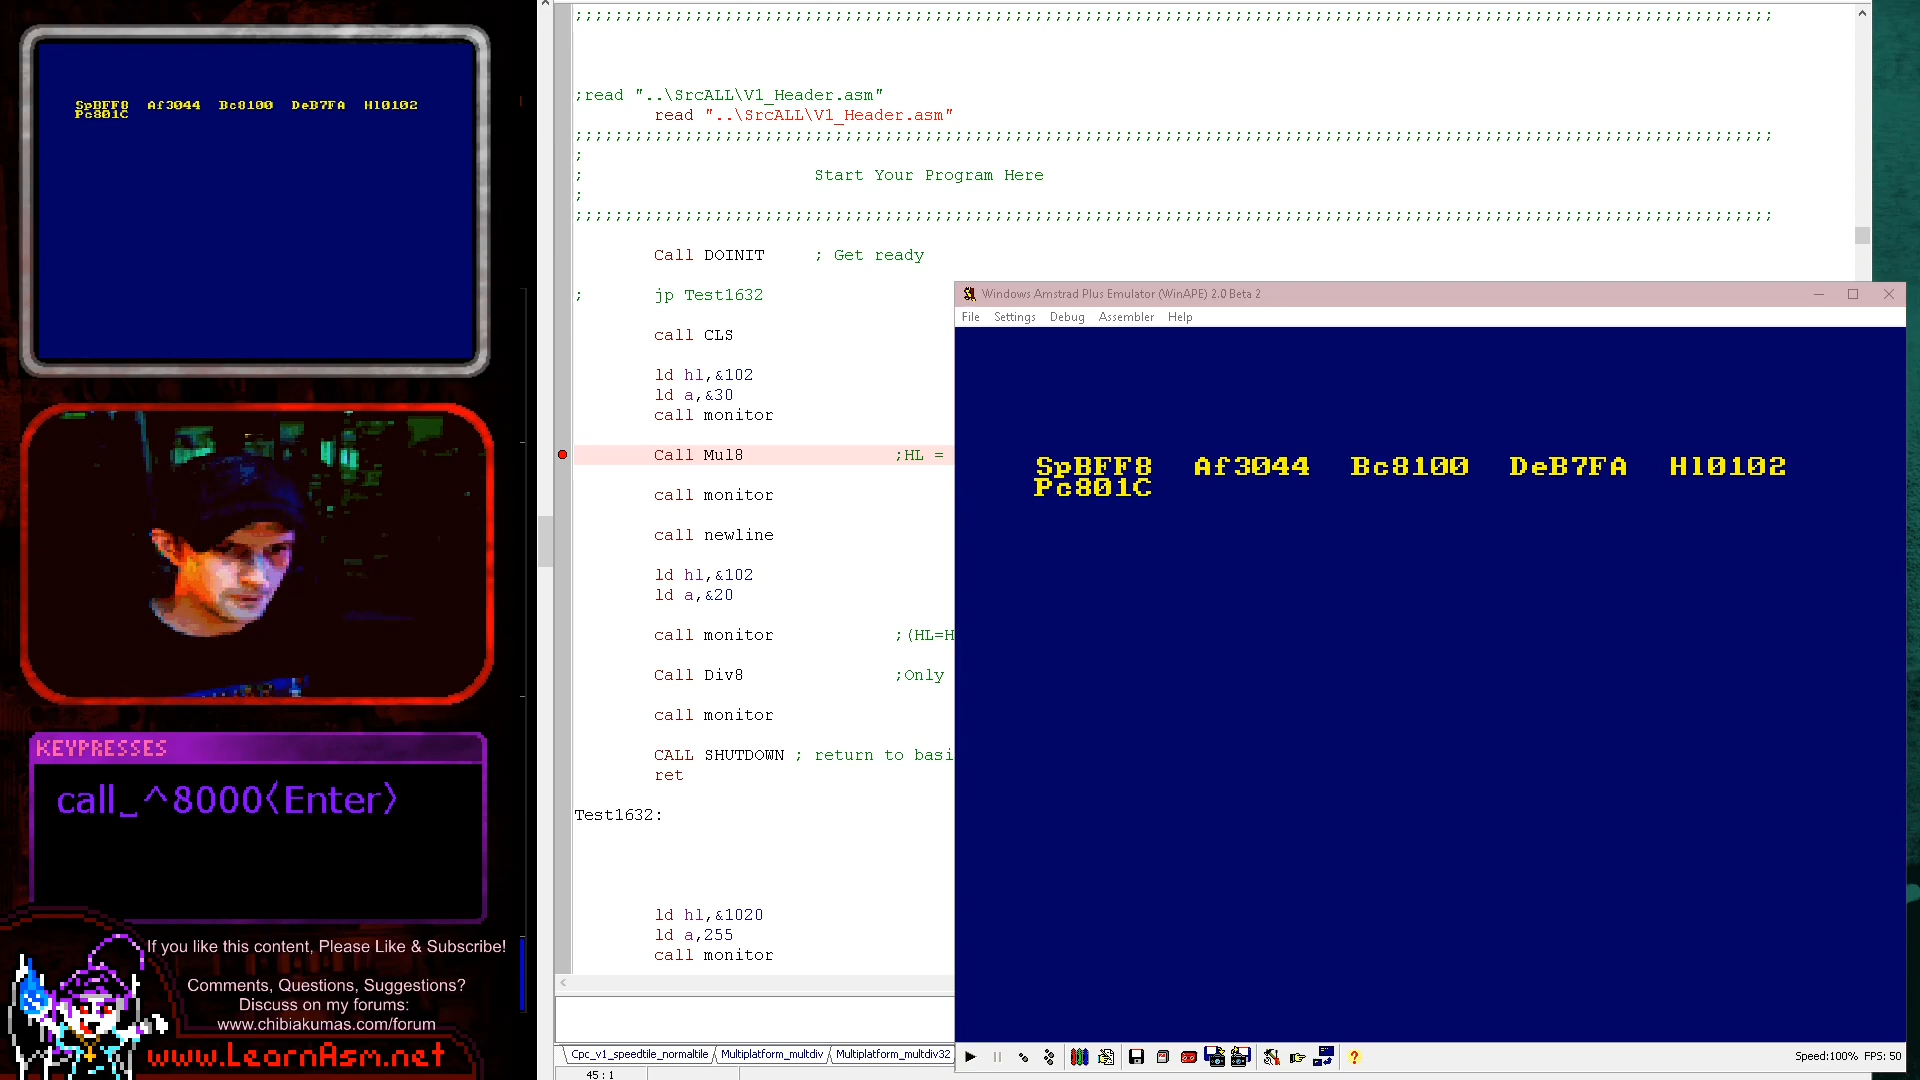 SpBFF8 Af3044 Bc8100 DeB7FA Hl0102
Pc801C
KEYPRESSES
call_^8000〈Enter〉
If you like this content, Please Like & Subscribe!
Comments, Questions, Suggestions?
Discuss on my forums:
www.chibiakumas.com/forum
www.LearnAsm.net
;;;;;;;;;;;;;;;;;;;;;;;;;;;;;;;;;;;;;;;;;;;;;;;;;;;;;;;;;;;;;;;;;;;;;;;;;;;;;;;;;;;;;;;;;;;;;;;;;;;;;;;;;;;;;;;;;;;;;;;;
;read "..\SrcALL\V1_Header.asm"
read "..\SrcALL\V1_Header.asm"
;;;;;;;;;;;;;;;;;;;;;;;;;;;;;;;;;;;;;;;;;;;;;;;;;;;;;;;;;;;;;;;;;;;;;;;;;;;;;;;;;;;;;;;;;;;;;;;;;;;;;;;;;;;;;;;;;;;;;;;;
;
; Start Your Program Here
;
;;;;;;;;;;;;;;;;;;;;;;;;;;;;;;;;;;;;;;;;;;;;;;;;;;;;;;;;;;;;;;;;;;;;;;;;;;;;;;;;;;;;;;;;;;;;;;;;;;;;;;;;;;;;;;;;;;;;;;;;
Call DOINIT ; Get ready
; jp Test1632
call CLS
ld hl,&102
ld a,&30
call monitor
Call Mul8 ;HL =
call monitor
call newline
ld hl,&102
ld a,&20
call monitor ;(HL=H
Call Div8 ;Only
call monitor
CALL SHUTDOWN ; return to basi
ret
Test1632:
ld hl,&1020
ld a,255
call monitor
Cpc_v1_speedtile_normaltile Multiplatform_multdiv Multiplatform_multdiv32
45 : 1
Windows Amstrad Plus Emulator (WinAPE) 2.0 Beta 2
File Settings Debug Assembler Help
SpBFF8 Af3044 Bc8100 DeB7FA Hl0102
Pc801C
Speed:100% FPS: 50